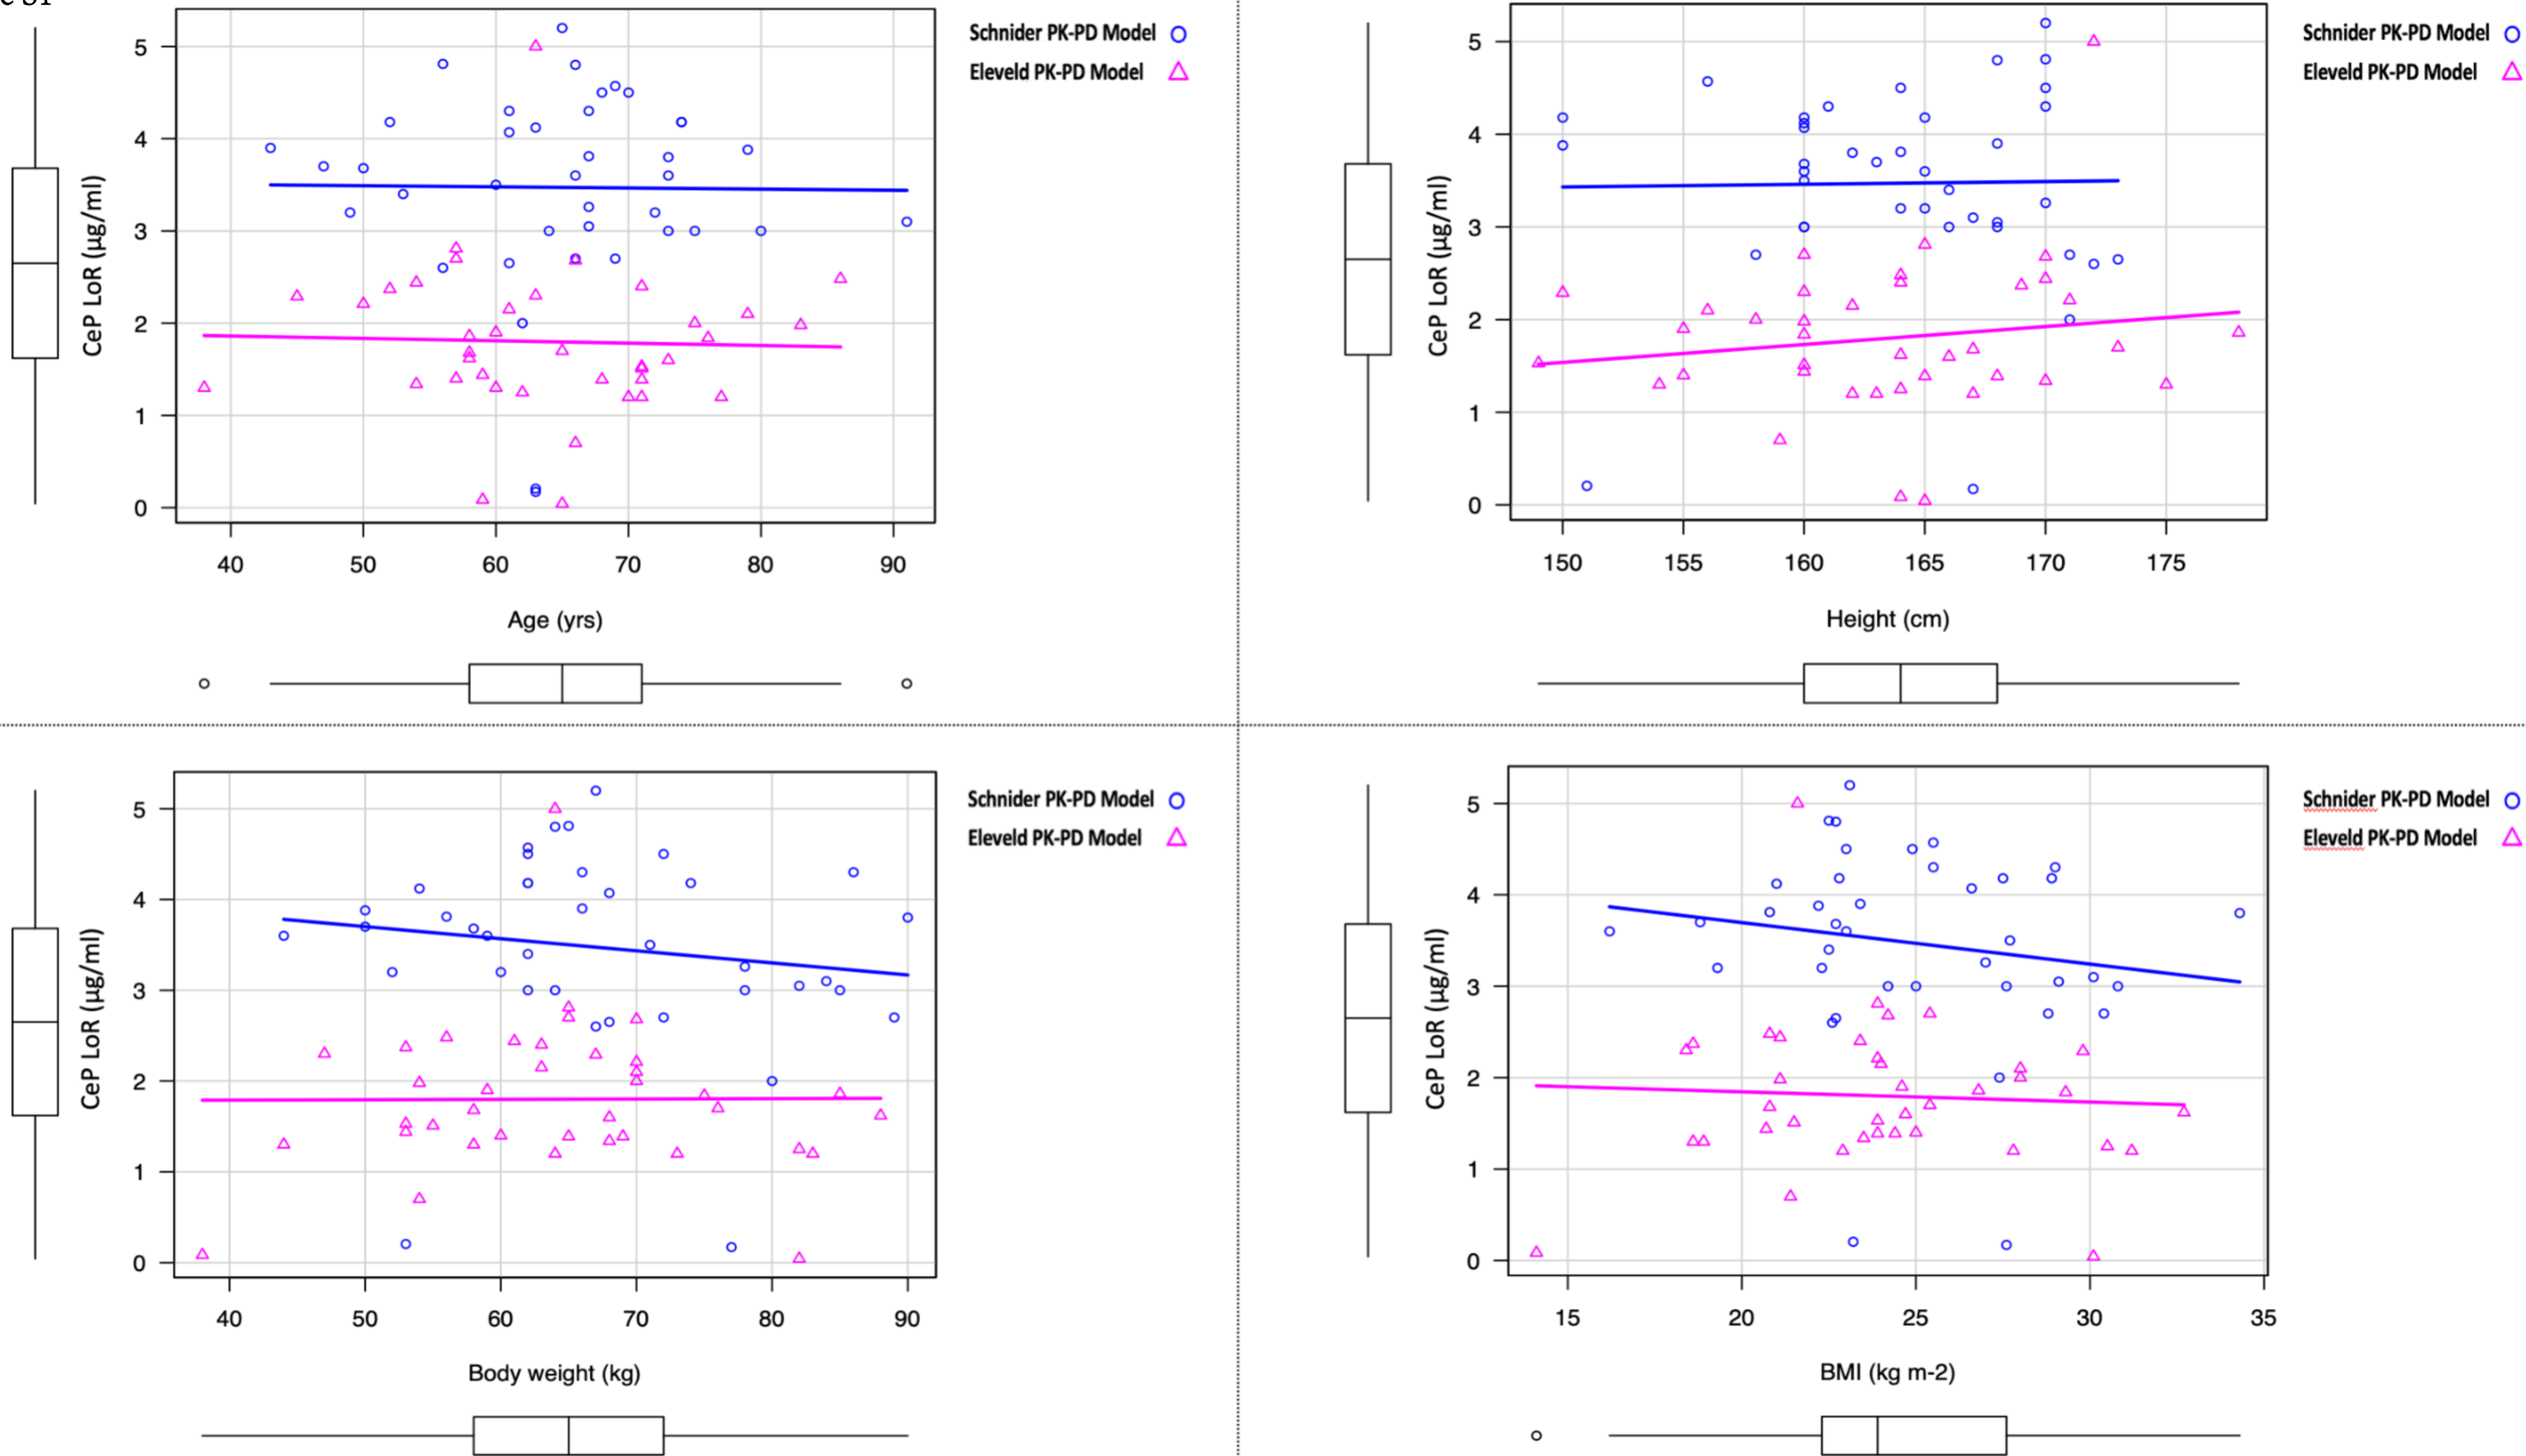 Schnider PK-PD Model
Eleveld PK-PD Model
CeP LoR (µg/ml)
5
4
3
2
1
0
40 50 60 70 80 90
Age (yrs)
Schnider PK-PD Model
Eleveld PK-PD Model
CeP LoR (µg/ml)
5
4
3
2
1
0
150 155 160 165 170 175
Height (cm)
Schnider PK-PD Model
Eleveld PK-PD Model
CeP LoR (µg/ml)
5
4
3
2
1
0
40 50 60 70 80 90
Body weight (kg)
Schnider PK-PD Model
Eleveld PK-PD Model
CeP LoR (µg/ml)
5
4
3
2
1
0
15 20 25 30 35
BMI (kg m-2)